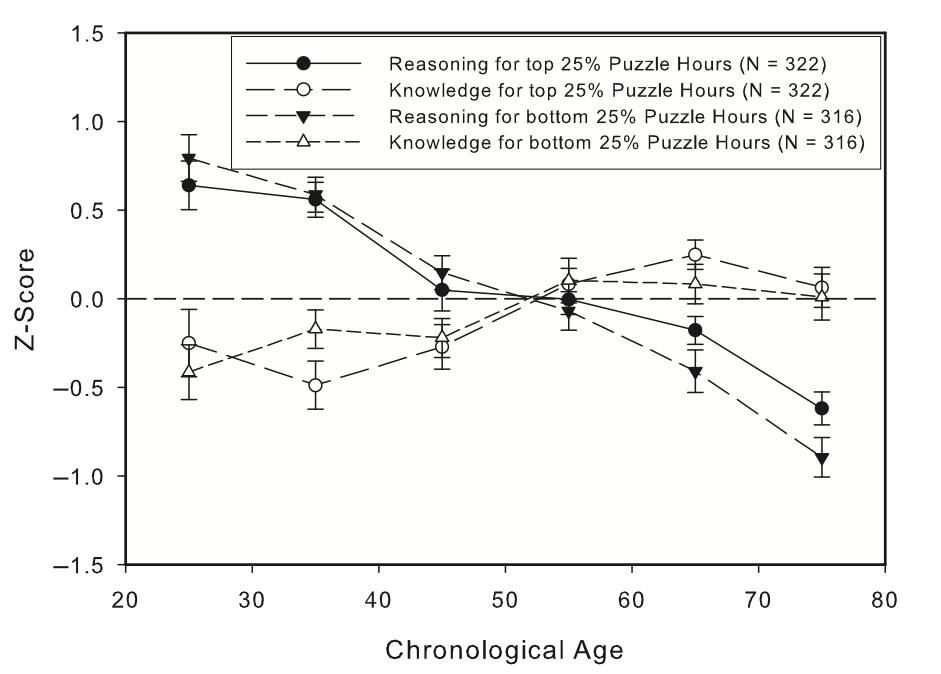 1.5
1.0
0.5
0.0
−0.5
−1.0
−1.5
Z-Score
Reasoning for top 25% Puzzle Hours (N = 322)
Knowledge for top 25% Puzzle Hours (N = 322)
Reasoning for bottom 25% Puzzle Hours (N = 316)
Knowledge for bottom 25% Puzzle Hours (N = 316)
20 30 40 50 60 70 80
Chronological Age